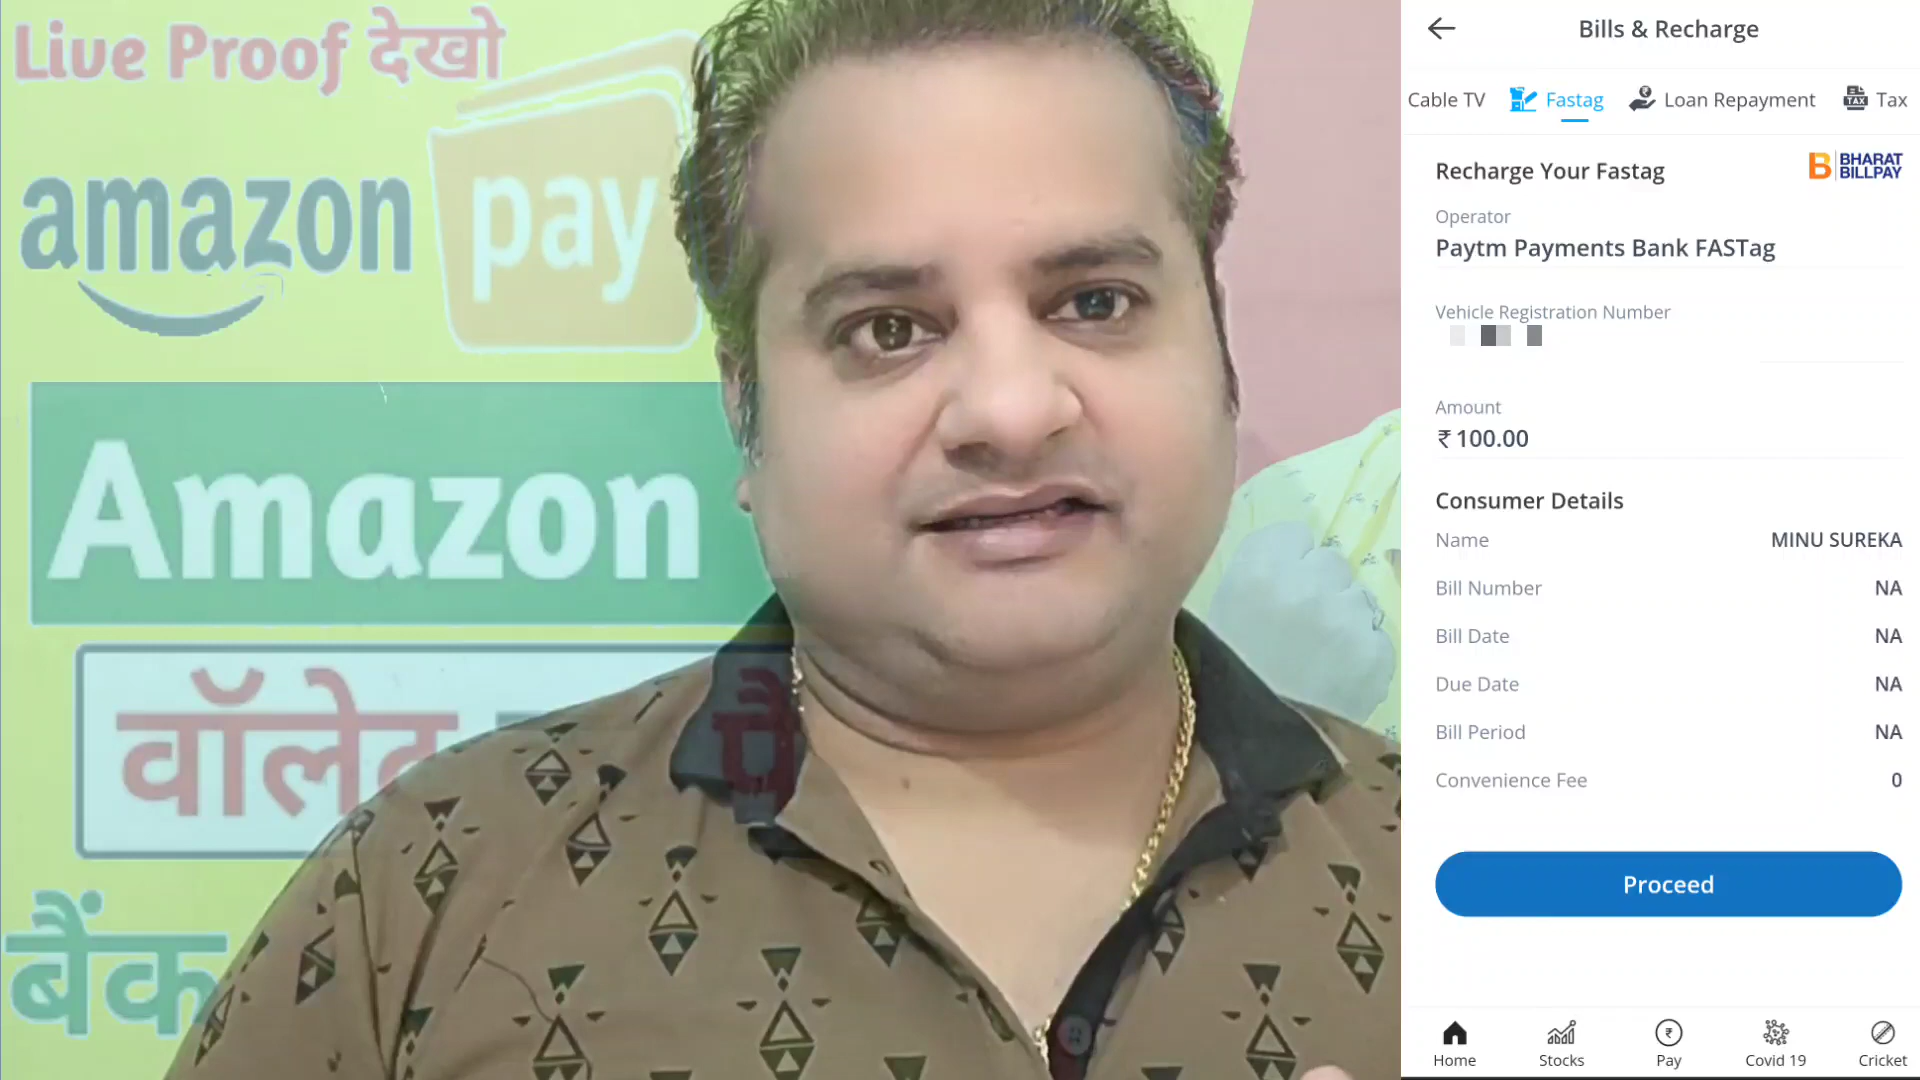 Live Proof देखो
amazon
pay
Amazon
वॉलेट
पै
बैंक
Bills & Recharge
Cable TV
Fastag
Loan Repayment
TAX
Tax
Recharge Your Fastag
BHARAT
BILLPAY
Operator
Paytm Payments Bank FASTag
Vehicle Registration Number
Amount
₹ 100.00
Consumer Details
Name MINU SUREKA
Bill Number NA
Bill Date NA
Due Date NA
Bill Period NA
Convenience Fee 0
Proceed
Home
Stocks
Pay
Covid 19
Cricket